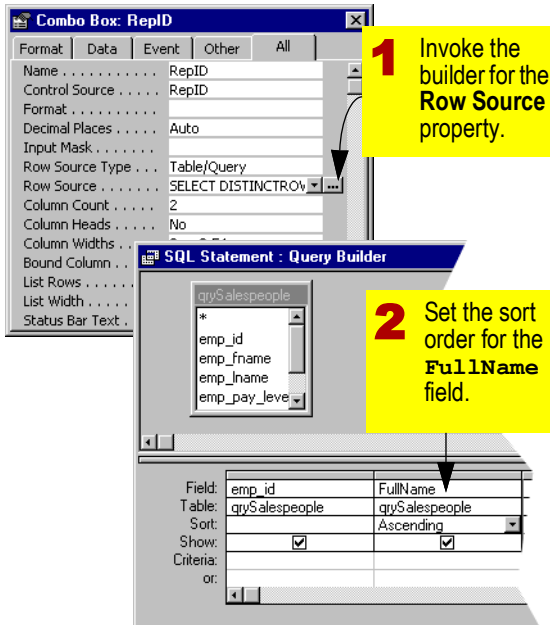 Combo Box: RepID
Format Data Event Other All
Name . . . . . . . . . . . RepID
Control Source . . . . . RepID
Format . . . . . . . . . .
Decimal Places . . . . . Auto
Input Mask . . . . . . .
Row Source Type . . . Table/Query
Row Source . . . . . . . SELECT DISTINCTROW ...
Column Count . . . . . 2
Column Heads . . . . . No
Column Widths . .
Bound Column . .
List Rows . . . . . .
List Width . . . . .
Status Bar Text .
1 Invoke the
builder for the
Row Source
property.
SQL Statement : Query Builder
qrySalespeople
*
emp_id
emp_fname
emp_lname
emp_pay_leve
2 Set the sort
order for the
FullName
field.
Field: emp_id FullName
Table: qrySalespeople qrySalespeople
Sort: Ascending
Show:
Criteria:
or: